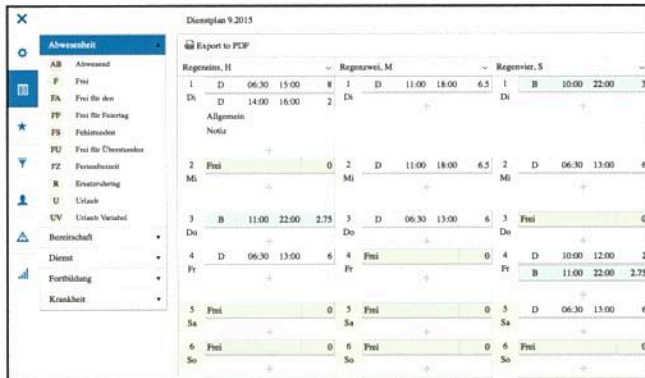 Dienstplan 9.2015
Abwesenheit
AB Abwesend
F Frei
FA Frei für den
FF Frei für Feiertag
FS Fehlstunden
FU Frei für Überstunden
FZ Ferienfreizeit
R Ersatzruhetag
U Urlaub
UV Urlaub Variabel
Bereitschaft
Dienst
Fortbildung
Krankheit
Export to PDF
Regeneins, H Regenzwei, M Regenvier, S
1 D 06:30 15:00 8 1 D 11:00 18:00 6.5 1 B 10:00 22:00 3
Di D 14:00 16:00 2 Di Di
Allgemein
Notiz
2 Frei 0 2 D 11:00 18:00 6.5 2 D 06:30 13:00 6
Mi Mi Mi
3 B 11:00 22:00 2.75 3 D 06:30 13:00 6 3 Frei 0
Do Do Do
4 D 06:30 13:00 6 4 Frei 0 4 D 10:00 12:00 2
Fr Fr Fr B 11:00 22:00 2.75
5 Frei 0 5 Frei 0 5 D 06:30 13:00 6
Sa Sa Sa
6 Frei 0 6 Frei 0 6 Frei 0
So So So